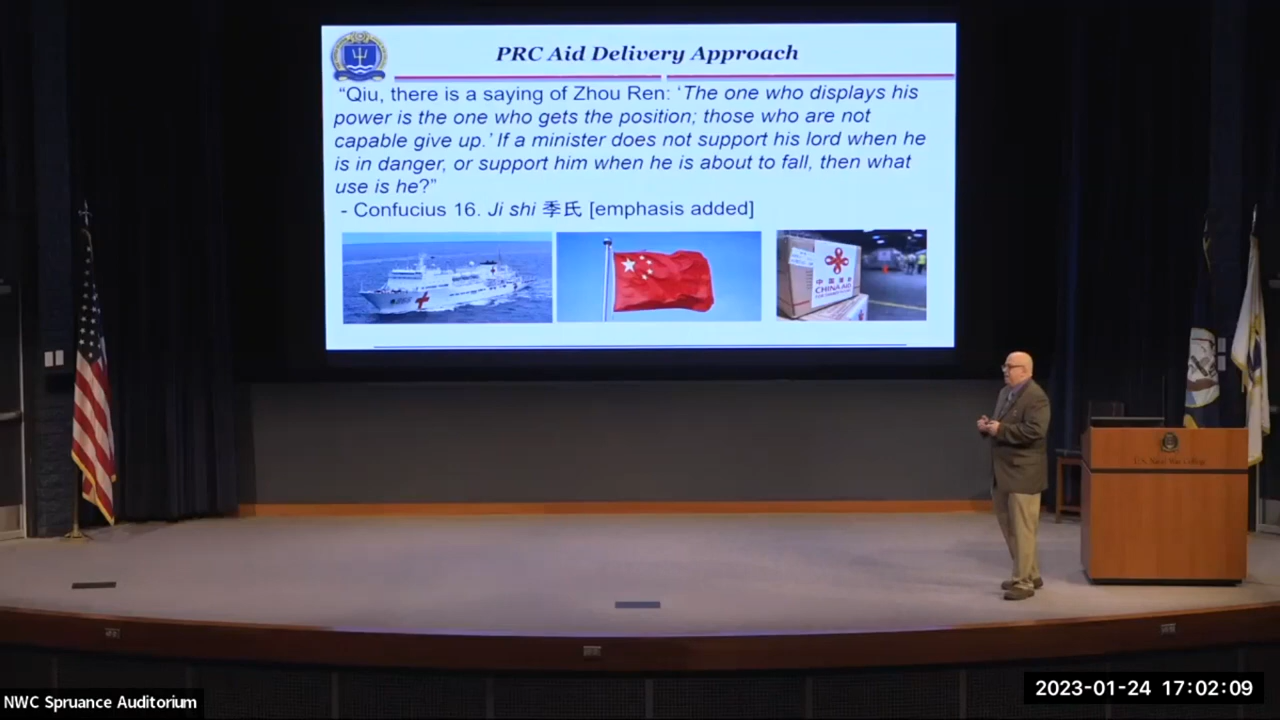 PRC Aid Delivery Approach
“Qiu, there is a saying of Zhou Ren: ‘The one who displays his
power is the one who gets the position; those who are not
capable give up.’ If a minister does not support his lord when he
is in danger, or support him when he is about to fall, then what
use is he?”
- Confucius 16. Ji shi 季氏 [emphasis added]
CHINA AID
U.S. Naval War College
NWC Spruance Auditorium
2023-01-24 17:02:09